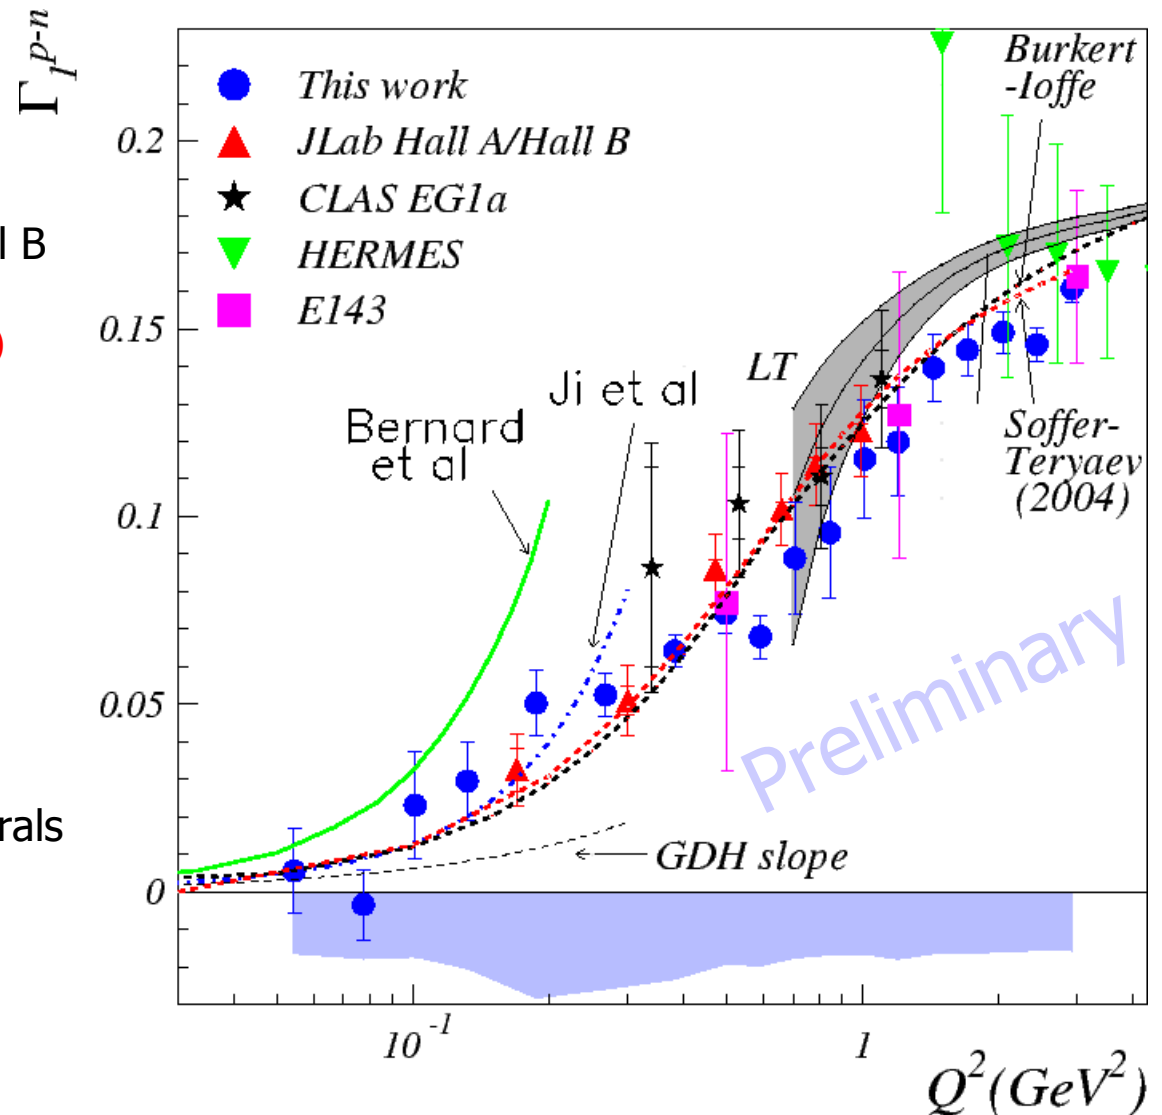 Γ₁^{p-n}
This work
JLab Hall A/Hall B
CLAS EG1a
HERMES
E143
Burkert
-Ioffe
l B
)
LT
Ji et al
Bernard
et al
Soffer-
Teryaev
(2004)
Preliminary
rals
GDH slope
0.2
0.15
0.1
0.05
0
10⁻¹
1
Q²(GeV²)